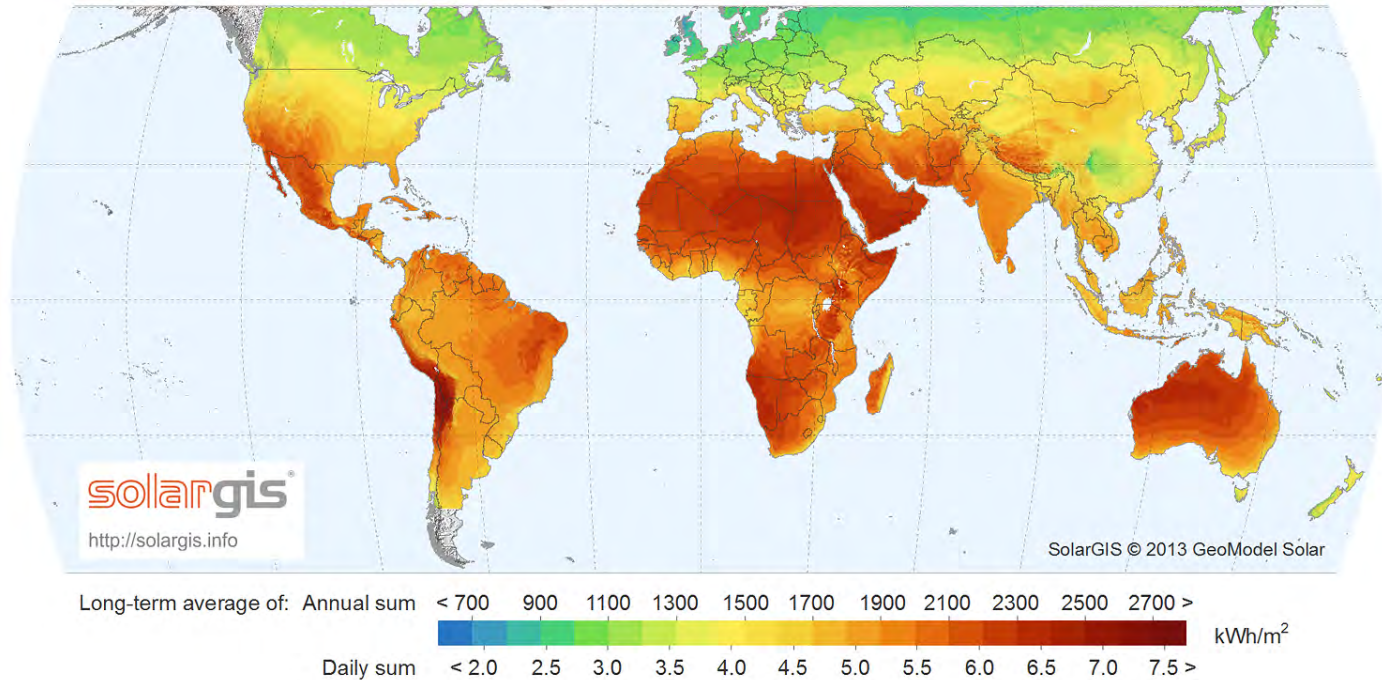 solargis®
http://solargis.info
SolarGIS © 2013 GeoModel Solar
Long-term average of: Annual sum < 700 900 1100 1300 1500 1700 1900 2100 2300 2500 2700 >
kWh/m²
Daily sum < 2.0 2.5 3.0 3.5 4.0 4.5 5.0 5.5 6.0 6.5 7.0 7.5 >